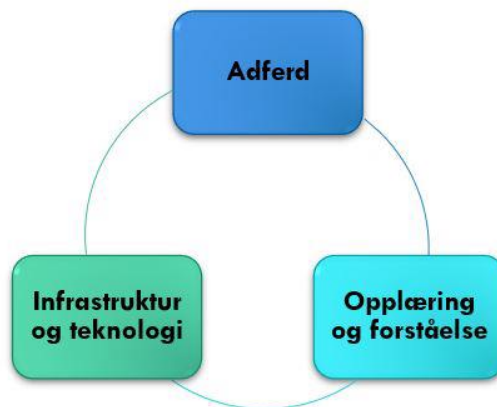 Adferd
Infrastruktur
og teknologi
Opplæring
og forståelse